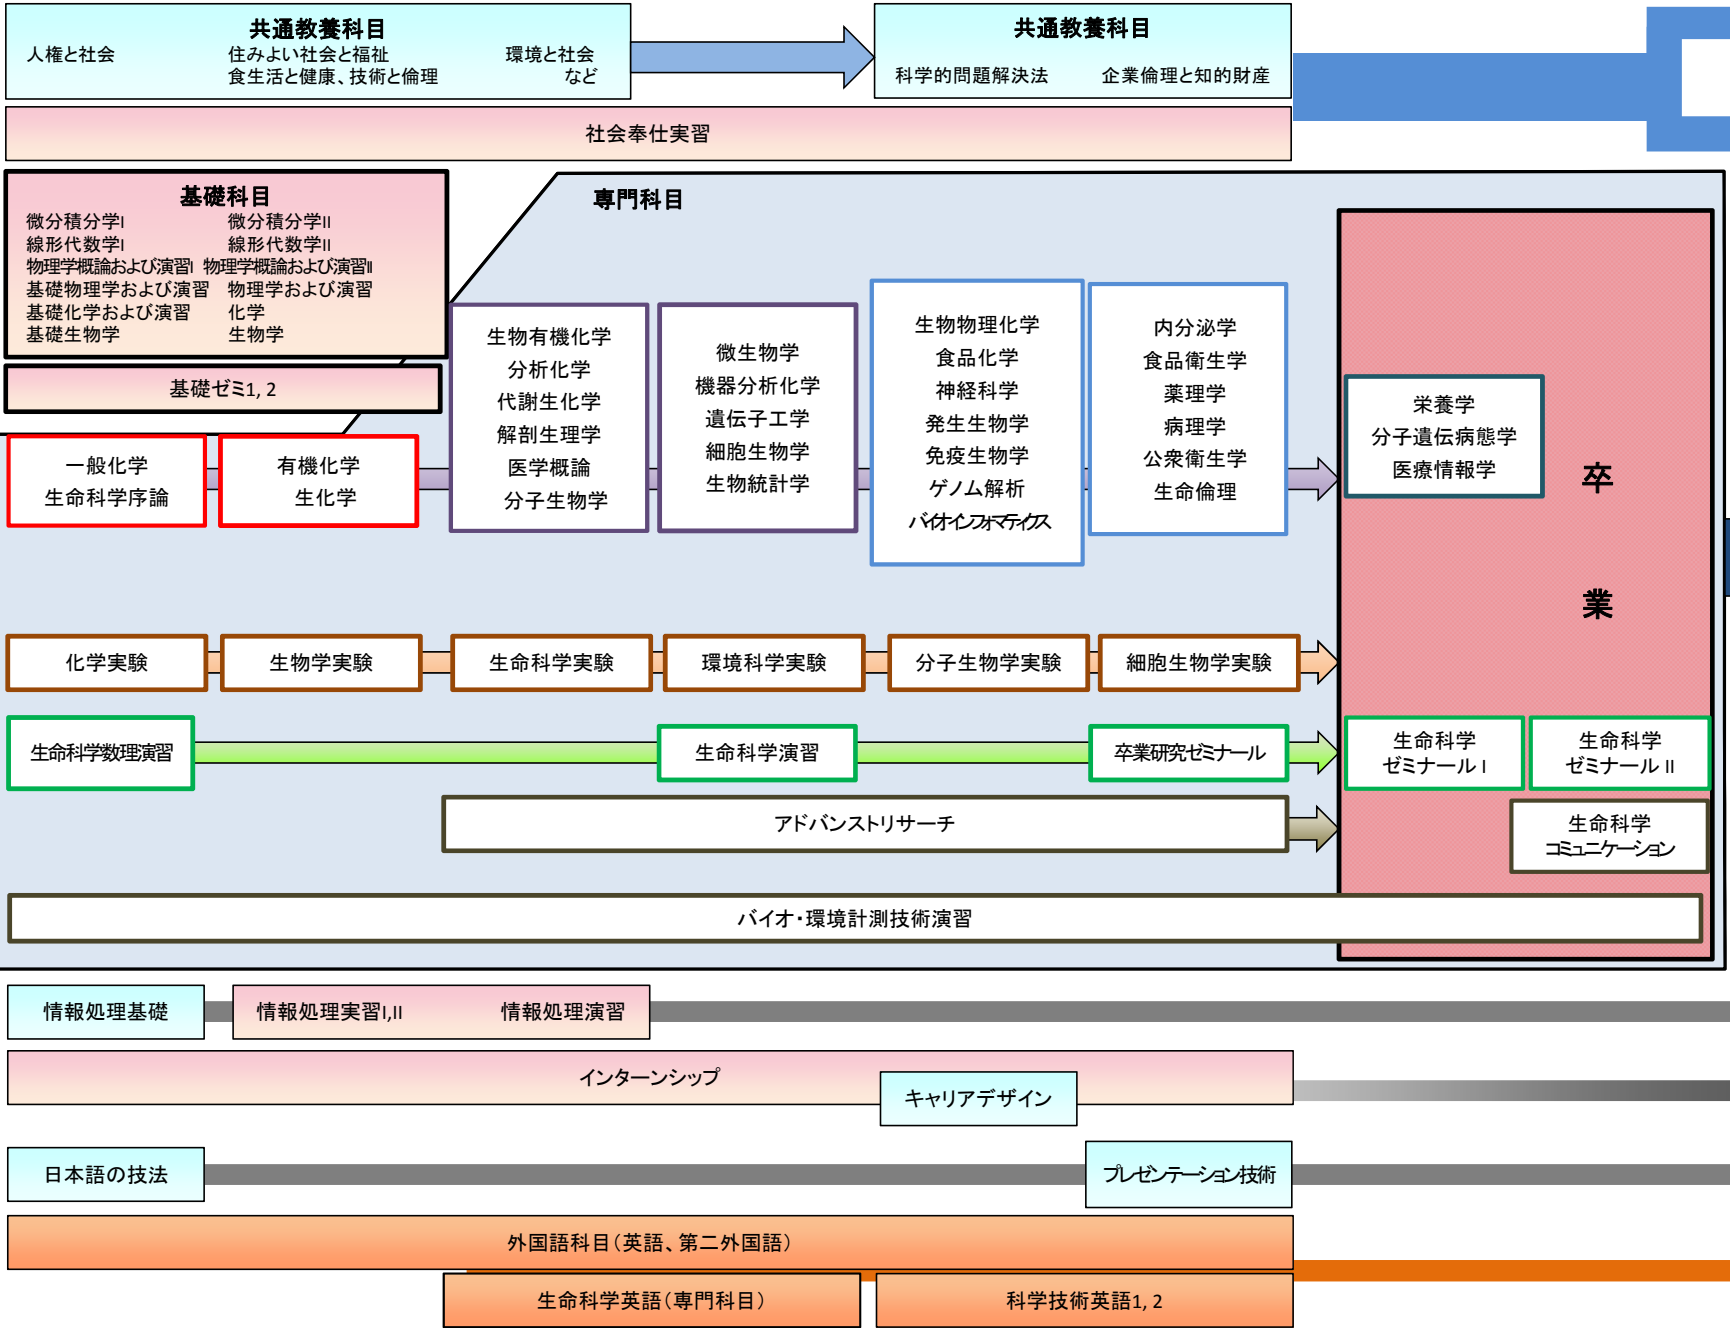 共通教養科目
人権と社会 住みよい社会と福祉 環境と社会
食生活と健康、技術と倫理 など
共通教養科目
科学的問題解決法 企業倫理と知的財産
社会奉仕実習
基礎科目
微分積分学I 微分積分学II
線形代数学I 線形代数学II
物理学概論および演習I 物理学概論および演習II
基礎物理学および演習 物理学および演習
基礎化学および演習 化学
基礎生物学 生物学
基礎ゼミ1, 2
専門科目
一般化学
生命科学序論
有機化学
生化学
生物有機化学
分析化学
代謝生化学
解剖生理学
医学概論
分子生物学
微生物学
機器分析化学
遺伝子工学
細胞生物学
生物統計学
生物物理化学
食品化学
神経科学
発生生物学
免疫生物学
ゲノム解析
バイオインフォマティクス
内分泌学
食品衛生学
薬理学
病理学
公衆衛生学
生命倫理
栄養学
分子遺伝病態学
医療情報学
卒
業
化学実験
生物学実験
生命科学実験
環境科学実験
分子生物学実験
細胞生物学実験
生命科学数理演習
生命科学演習
卒業研究ゼミナール
生命科学
ゼミナール I
生命科学
ゼミナール II
アドバンストリサーチ
生命科学
コミュニケーション
バイオ・環境計測技術演習
情報処理基礎
情報処理実習I,II 情報処理演習
インターンシップ
キャリアデザイン
日本語の技法
プレゼンテーション技術
外国語科目（英語、第二外国語）
生命科学英語（専門科目）
科学技術英語1, 2